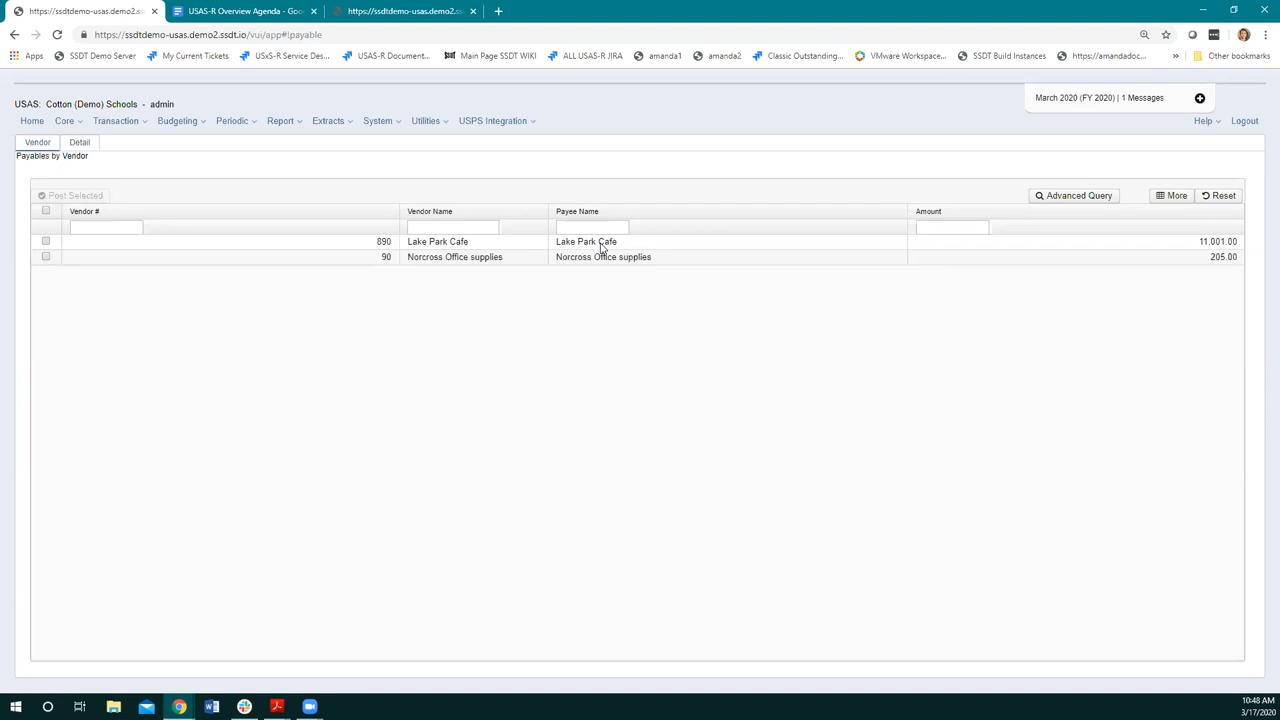 https://ssdtdemo-usas.demo2.ss
USAS-R Overview Agenda - Goo
https://ssdtdemo-usas.demo2.ss
https://ssdtdemo-usas.demo2.ssdt.io/vui/app#!payable
Apps
SSDT Demo Server
My Current Tickets
USxS-R Service Des...
USAS-R Document...
Main Page SSDT WIKI
ALL USAS-R JIRA
amanda1
amanda2
Classic Outstanding...
VMware Workspace...
SSDT Build Instances
https://amandadoc...
»
Other bookmarks
March 2020 (FY 2020) | 1 Messages
USAS: Cotton (Demo) Schools - admin
Home Core Transaction Budgeting Periodic Report Extracts System Utilities USPS Integration Help Logout
Vendor Detail
Payables by Vendor
Post Selected Advanced Query More Reset
Vendor # Vendor Name Payee Name Amount
890 Lake Park Cafe Lake Park Cafe 11,001.00
90 Norcross Office supplies Norcross Office supplies 205.00
10:48 AM
3/17/2020